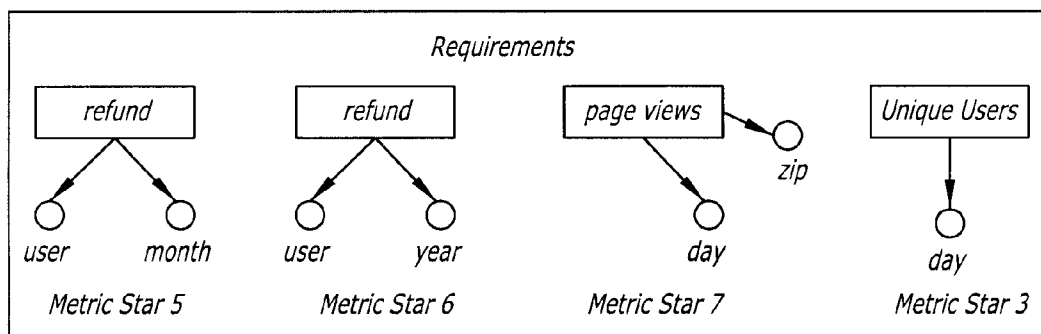 Requirements
refund
user
month
Metric Star 5
refund
user
year
Metric Star 6
page views
zip
day
Metric Star 7
Unique Users
day
Metric Star 3